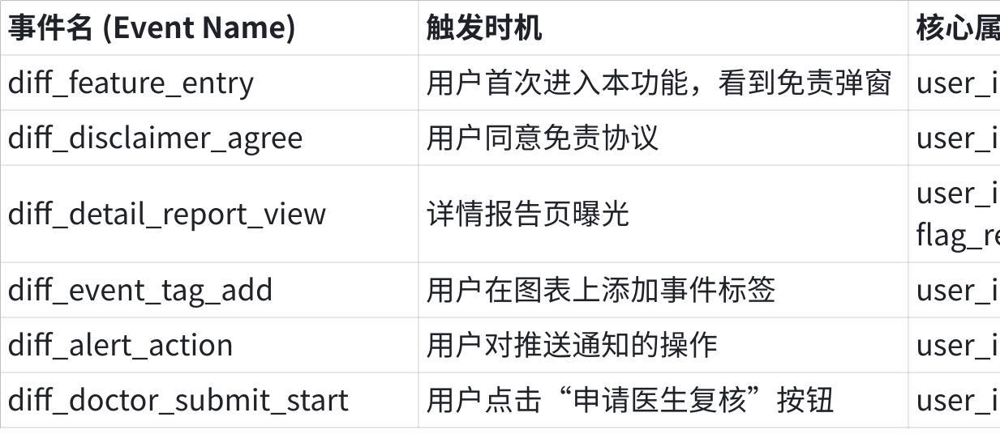 事件名 (Event Name) 触发时机 核心属
diff_feature_entry 用户首次进入本功能，看到免责弹窗 user_i
diff_disclaimer_agree 用户同意免责协议 user_i
diff_detail_report_view 详情报告页曝光 user_i
flag_re
diff_event_tag_add 用户在图表上添加事件标签 user_i
diff_alert_action 用户对推送通知的操作 user_i
diff_doctor_submit_start 用户点击“申请医生复核”按钮 user_i